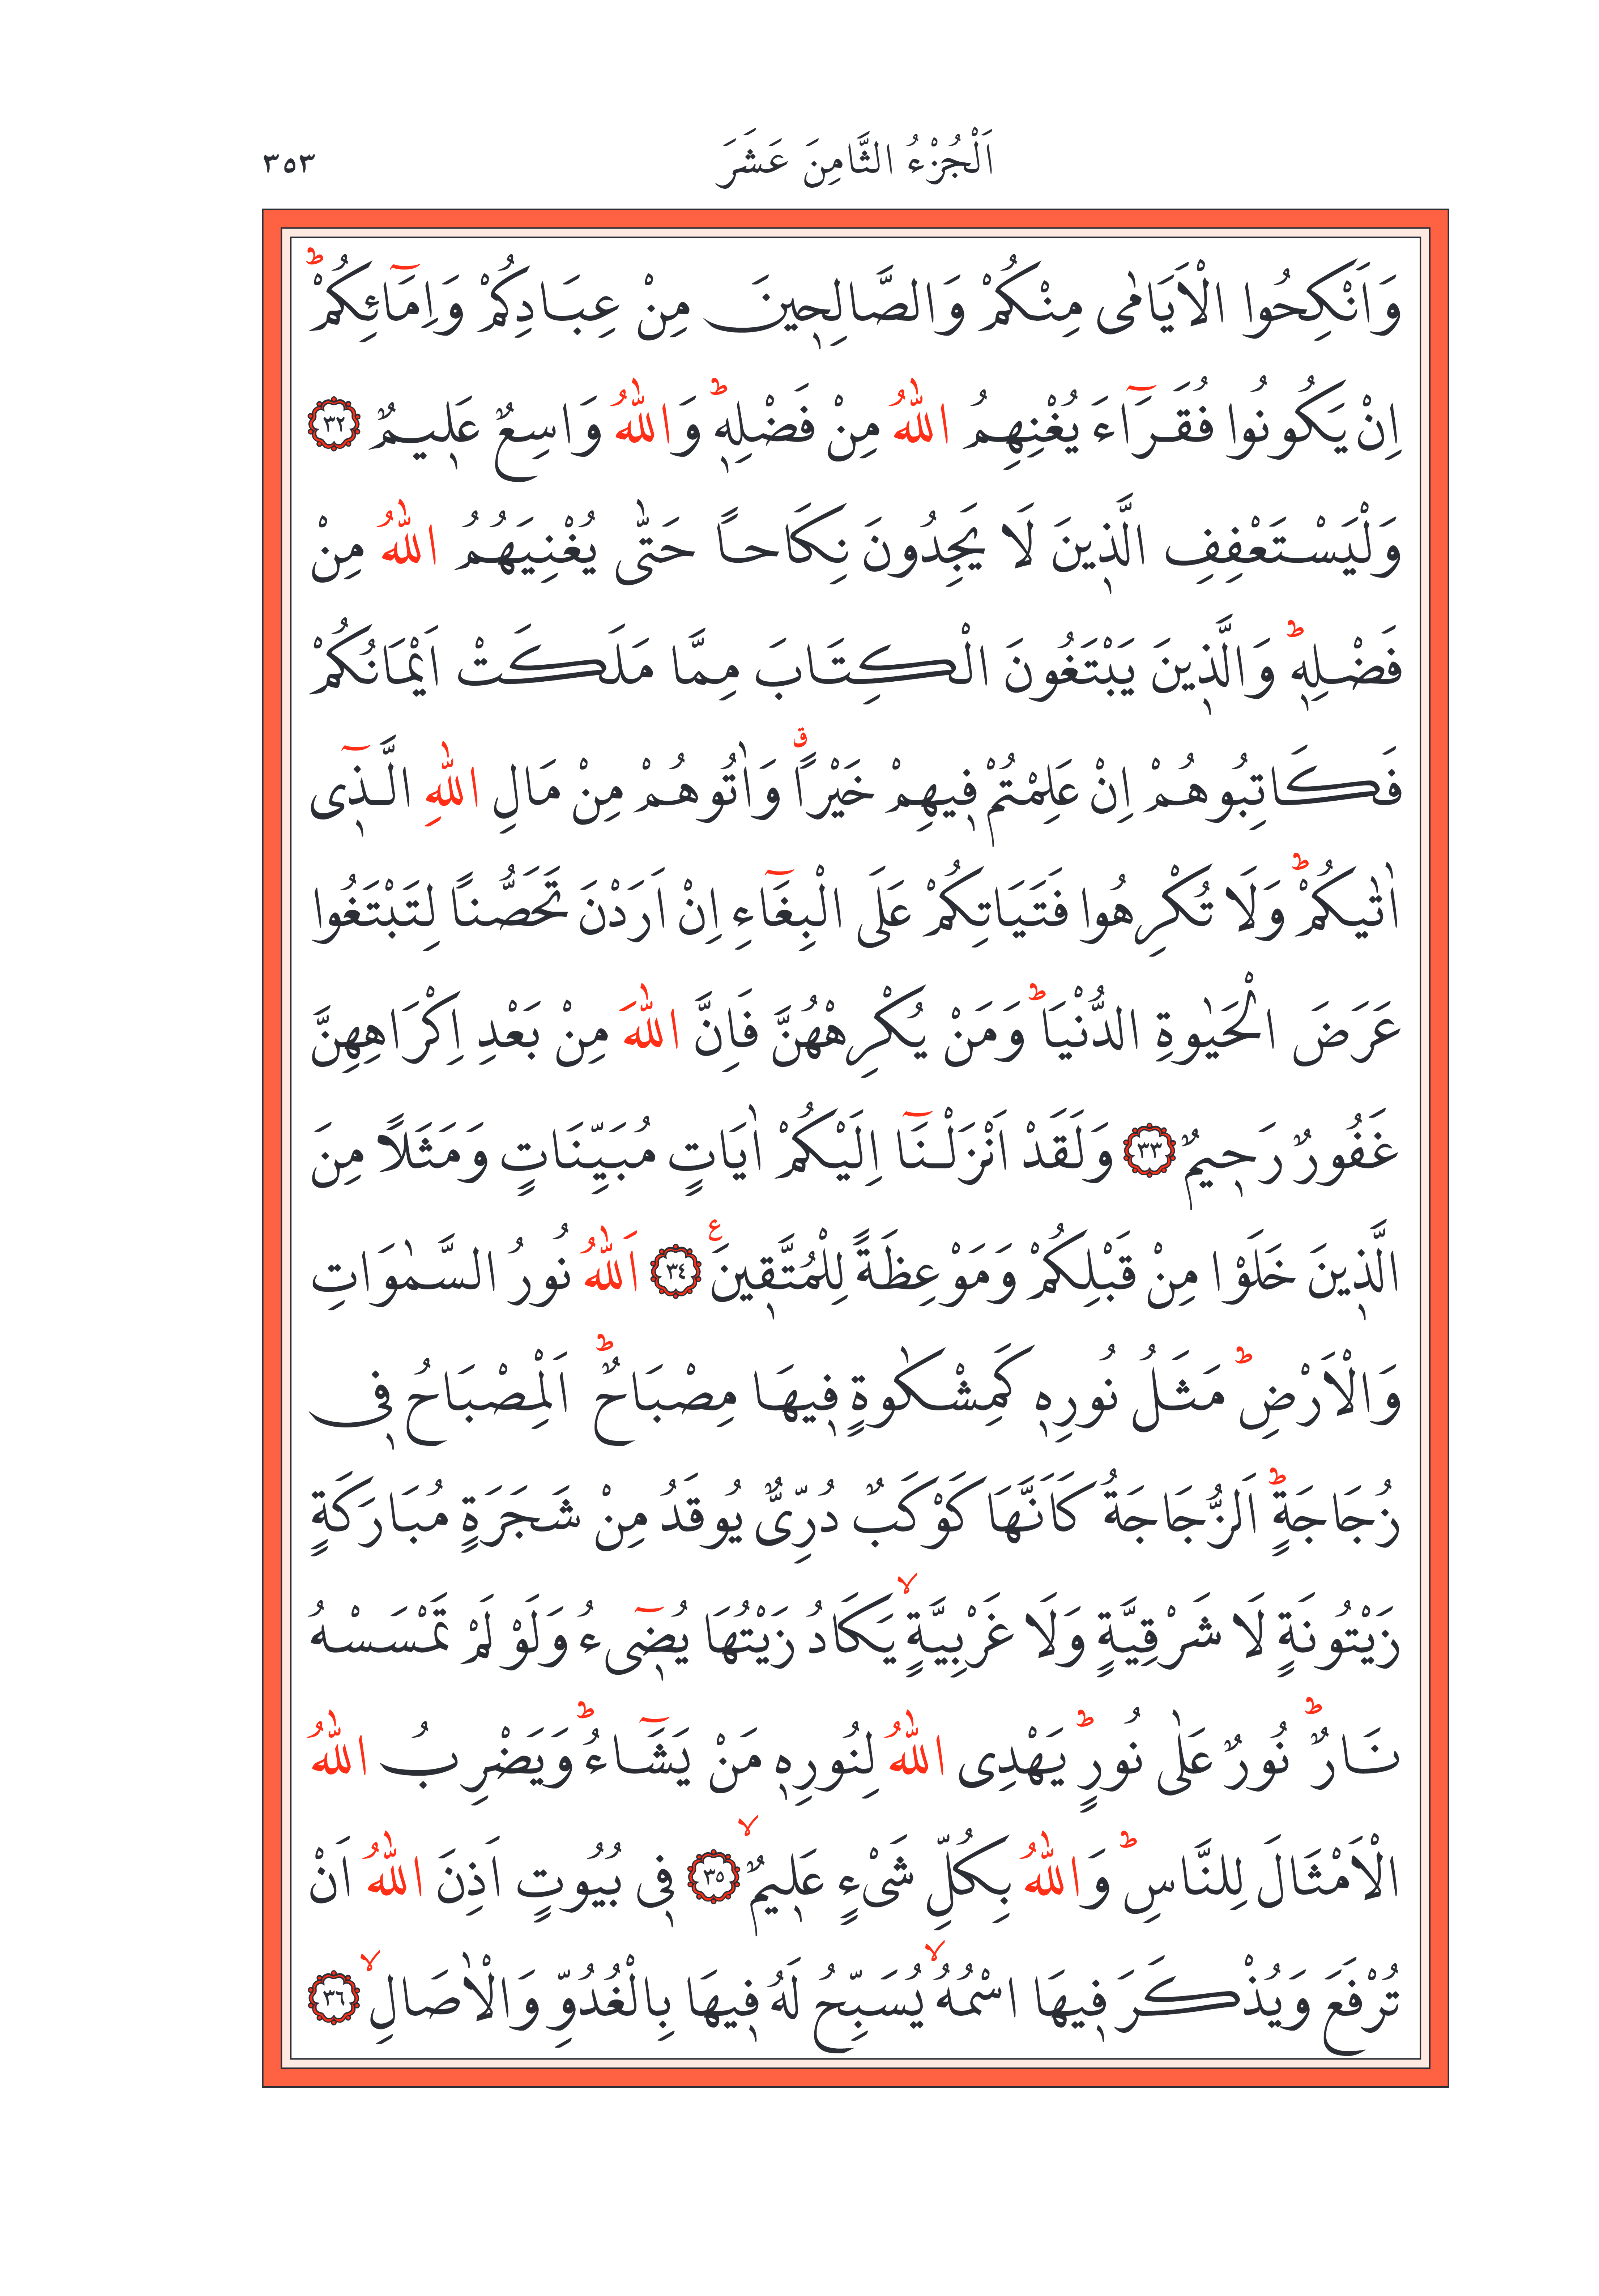 اَلْجُزْءُ الثَّامِنَ عَشَرَ ٣٥٣
وَاَنْكِحُوا الْاَيَامٰى مِنْكُمْ وَالصَّالِحٖينَ مِنْ عِبَادِكُمْ وَاِمَٓائِكُمْؕ
اِنْ يَكُونُوا فُقَرَٓاءَ يُغْنِهِمُ اللّٰهُ مِنْ فَضْلِهٖؕ وَاللّٰهُ وَاسِعٌ عَلٖيمٌ ﴿٣٢﴾
وَلْيَسْتَعْفِفِ الَّذٖينَ لَا يَجِدُونَ نِكَاحاً حَتّٰى يُغْنِيَهُمُ اللّٰهُ مِنْ
فَضْلِهٖؕ وَالَّذٖينَ يَبْتَغُونَ الْكِتَابَ مِمَّا مَلَكَتْ اَيْمَانُكُمْ
فَكَاتِبُوهُمْ اِنْ عَلِمْتُمْ فٖيهِمْ خَيْراًۗ وَاٰتُوهُمْ مِنْ مَالِ اللّٰهِ الَّذٖٓى
اٰتٰيكُمْؕ وَلَا تُكْرِهُوا فَتَيَاتِكُمْ عَلَى الْبِغَٓاءِ اِنْ اَرَدْنَ تَحَصُّناً لِتَبْتَغُوا
عَرَضَ الْحَيٰوةِ الدُّنْيَاؕ وَمَنْ يُكْرِهْهُنَّ فَاِنَّ اللّٰهَ مِنْ بَعْدِ اِكْرَاهِهِنَّ
غَفُورٌ رَحٖيمٌ ﴿٣٣﴾ وَلَقَدْ اَنْزَلْنَٓا اِلَيْكُمْ اٰيَاتٍ مُبَيِّنَاتٍ وَمَثَلاً مِنَ
الَّذٖينَ خَلَوْا مِنْ قَبْلِكُمْ وَمَوْعِظَةً لِلْمُتَّقٖينَࣖ ﴿٣٤﴾ اَللّٰهُ نُورُ السَّمٰوَاتِ
وَالْاَرْضِؕ مَثَلُ نُورِهٖ كَمِشْكٰوةٍ فٖيهَا مِصْبَاحٌؕ اَلْمِصْبَاحُ فٖى
زُجَاجَةٍؕ اَلزُّجَاجَةُ كَاَنَّهَا كَوْكَبٌ دُرِّىٌّ يُوقَدُ مِنْ شَجَرَةٍ مُبَارَكَةٍ
زَيْتُونَةٍ لَا شَرْقِيَّةٍ وَلَا غَرْبِيَّةٍۙ يَكَادُ زَيْتُهَا يُضٖٓىءُ وَلَوْ لَمْ تَمْسَسْهُ
نَارٌؕ نُورٌ عَلٰى نُورٍؕ يَهْدِى اللّٰهُ لِنُورِهٖ مَنْ يَشَٓاءُؕ وَيَضْرِبُ اللّٰهُ
الْاَمْثَالَ لِلنَّاسِؕ وَاللّٰهُ بِكُلِّ شَىْءٍ عَلٖيمٌۙ ﴿٣٥﴾ فٖى بُيُوتٍ اَذِنَ اللّٰهُ اَنْ
تُرْفَعَ وَيُذْكَرَ فٖيهَا اسْمُهُۙ يُسَبِّحُ لَهُ فٖيهَا بِالْغُدُوِّ وَالْاٰصَالِۙ ﴿٣٦﴾